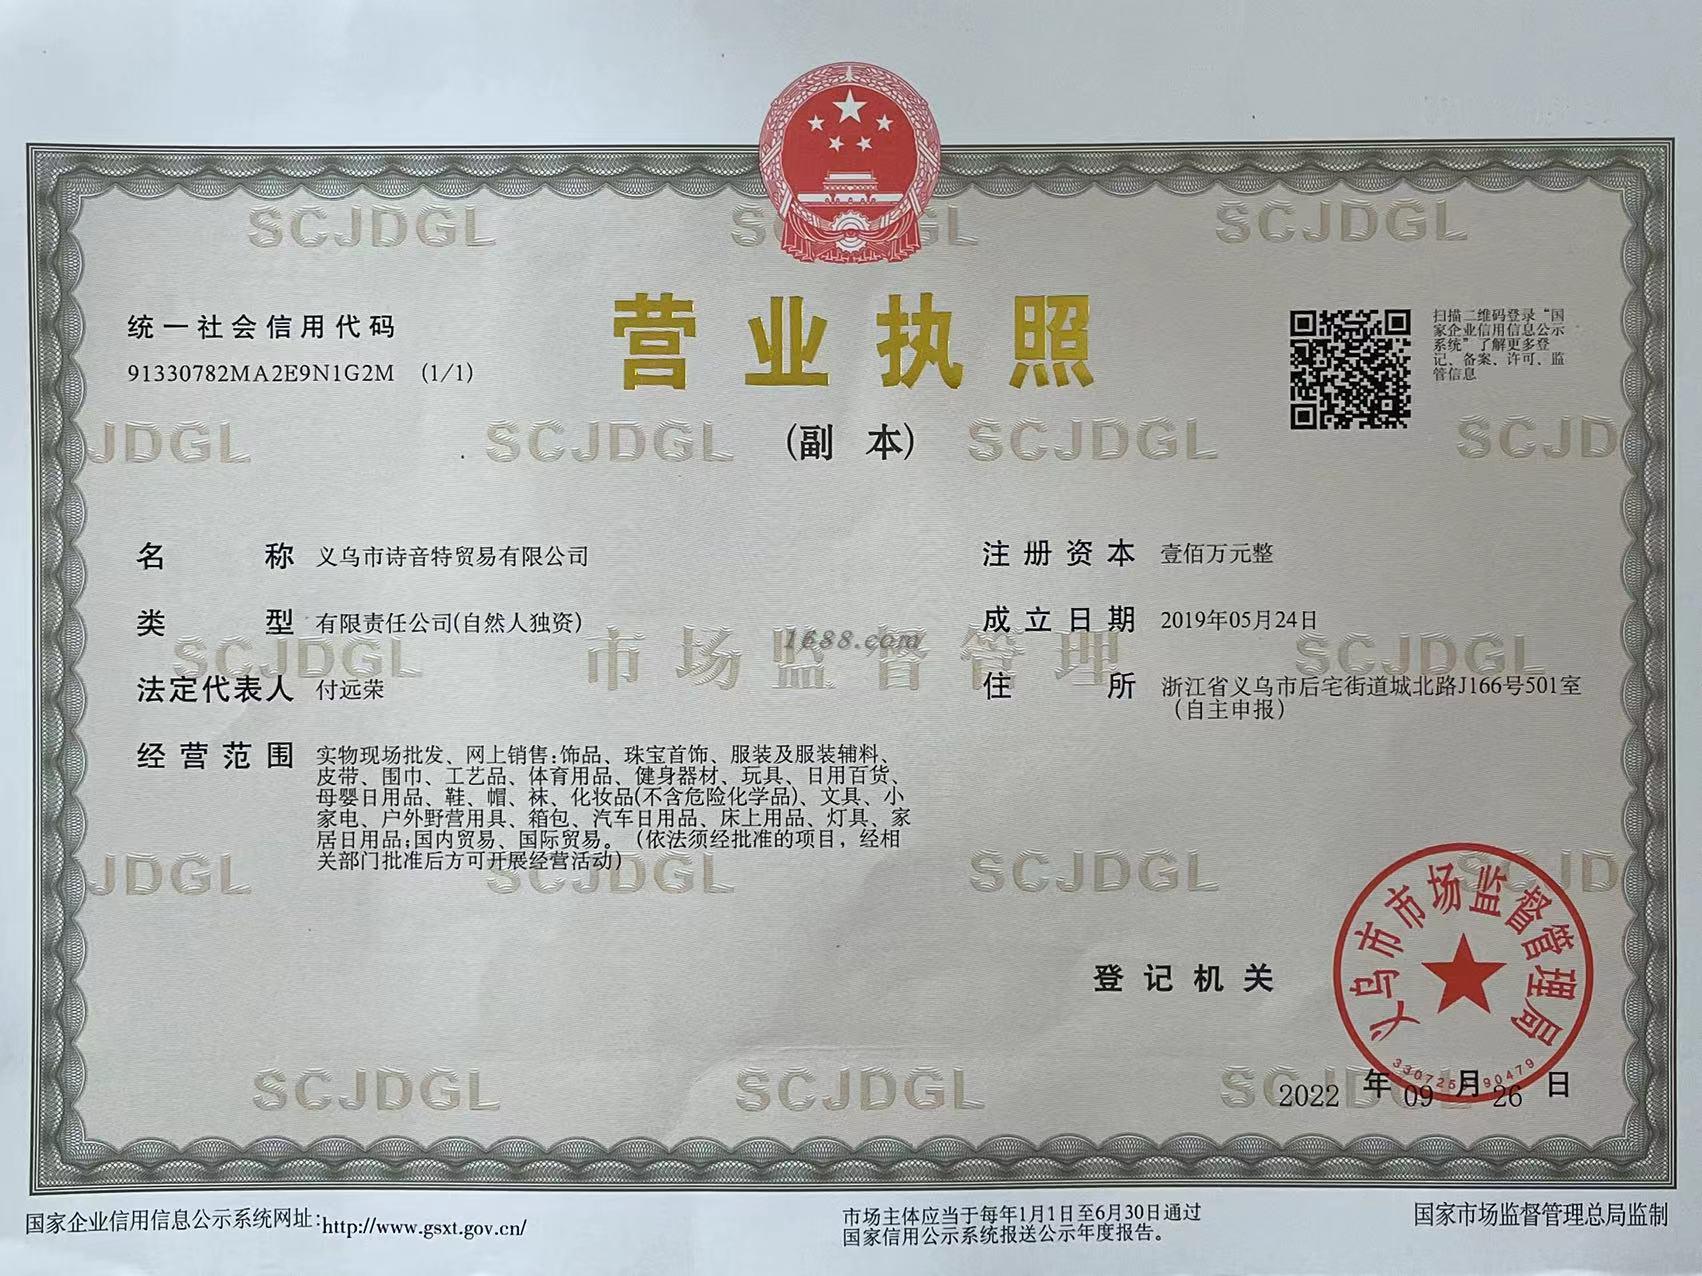 SCJDGL SCJDGL SCJDGL
统一社会信用代码
91330782MA2E9N1G2M (1/1)
营业执照
(副 本)
扫描二维码登录“国
家企业信用信息公示
系统”了解更多登
记、备案、许可、监
管信息
JDGL SCJDGL SCJDGL SCJD
名称 义乌市诗音特贸易有限公司
注册资本 壹佰万元整
类型 有限责任公司(自然人独资)
成立日期 2019年05月24日
SCJDGL 市场监督管理 SCJDGL
1688.com
法定代表人 付远荣
住所 浙江省义乌市后宅街道城北路J166号501室
(自主申报)
经营范围 实物现场批发、网上销售:饰品、珠宝首饰、服装及服装辅料、
皮带、围巾、工艺品、体育用品、健身器材、玩具、日用百货、
母婴日用品、鞋、帽、袜、化妆品(不含危险化学品)、文具、小
家电、户外野营用具、箱包、汽车日用品、床上用品、灯具、家
居日用品;国内贸易、国际贸易。(依法须经批准的项目，经相
关部门批准后方可开展经营活动)
JDGL SCJDGL SCJDGL SCJD
登记机关
义乌市市场监督管理局
2022 年 09 月 26 日
SCJDGL SCJDGL SCJDGL
国家企业信用信息公示系统网址:http://www.gsxt.gov.cn/
市场主体应当于每年1月1日至6月30日通过
国家信用公示系统报送公示年度报告。
国家市场监督管理总局监制